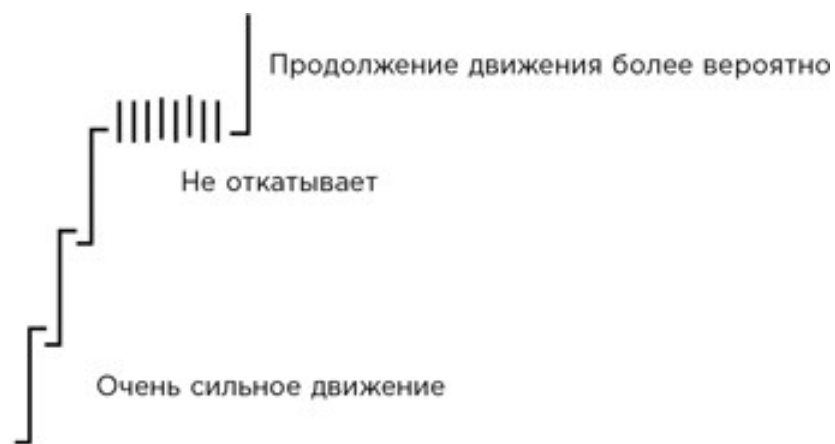 Продолжение движения более вероятно
Не откатывает
Очень сильное движение